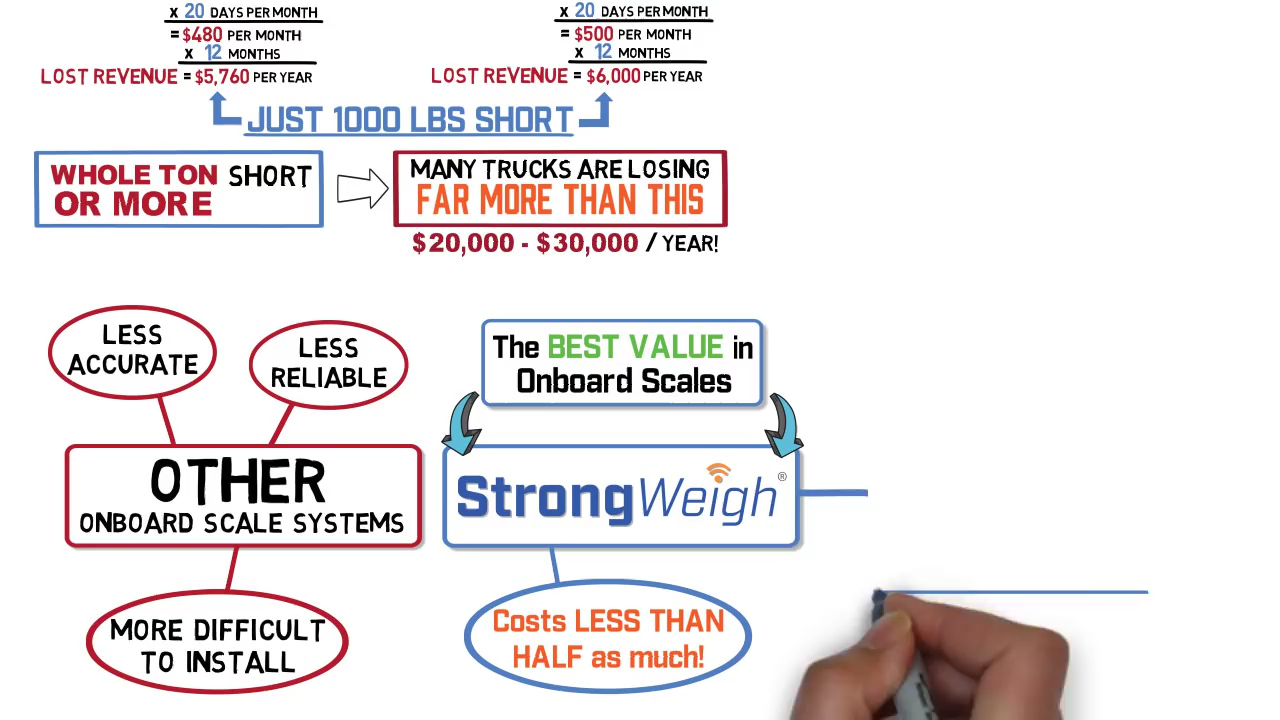 x 20 DAYS PER MONTH
= $480 PER MONTH
x 12 MONTHS
LOST REVENUE = $5,760 PER YEAR
x 20 DAYS PER MONTH
= $500 PER MONTH
x 12 MONTHS
LOST REVENUE = $6,000 PER YEAR
JUST 1000 LBS SHORT
WHOLE TON SHORT
OR MORE
MANY TRUCKS ARE LOSING
FAR MORE THAN THIS
$20,000 - $30,000 / YEAR!
LESS
ACCURATE
LESS
RELIABLE
OTHER
ONBOARD SCALE SYSTEMS
MORE DIFFICULT
TO INSTALL
The BEST VALUE in
Onboard Scales
StrongWeigh®
Costs LESS THAN
HALF as much!